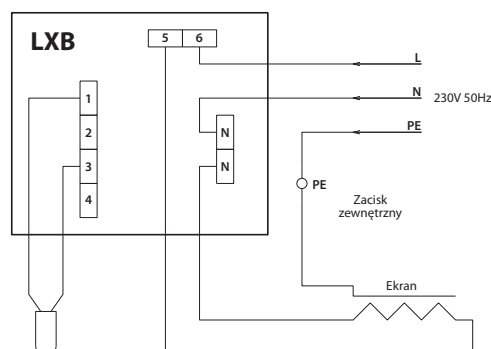 LXB
5 6
L
1
N 230V 50Hz
2
N
PE
3
N
PE
4
Zacisk
zewnętrzny
Ekran